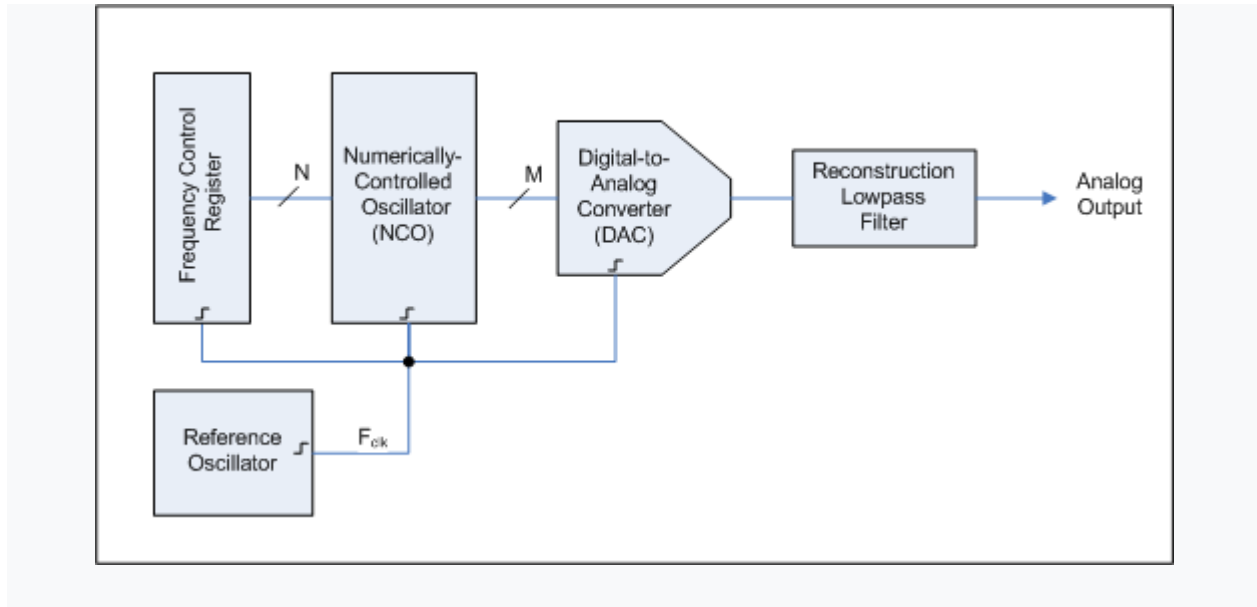 Frequency Control
Register
N
Numerically-
Controlled
Oscillator
(NCO)
M
Digital-to-
Analog
Converter
(DAC)
Reconstruction
Lowpass
Filter
Analog
Output
Reference
Oscillator
Fclk